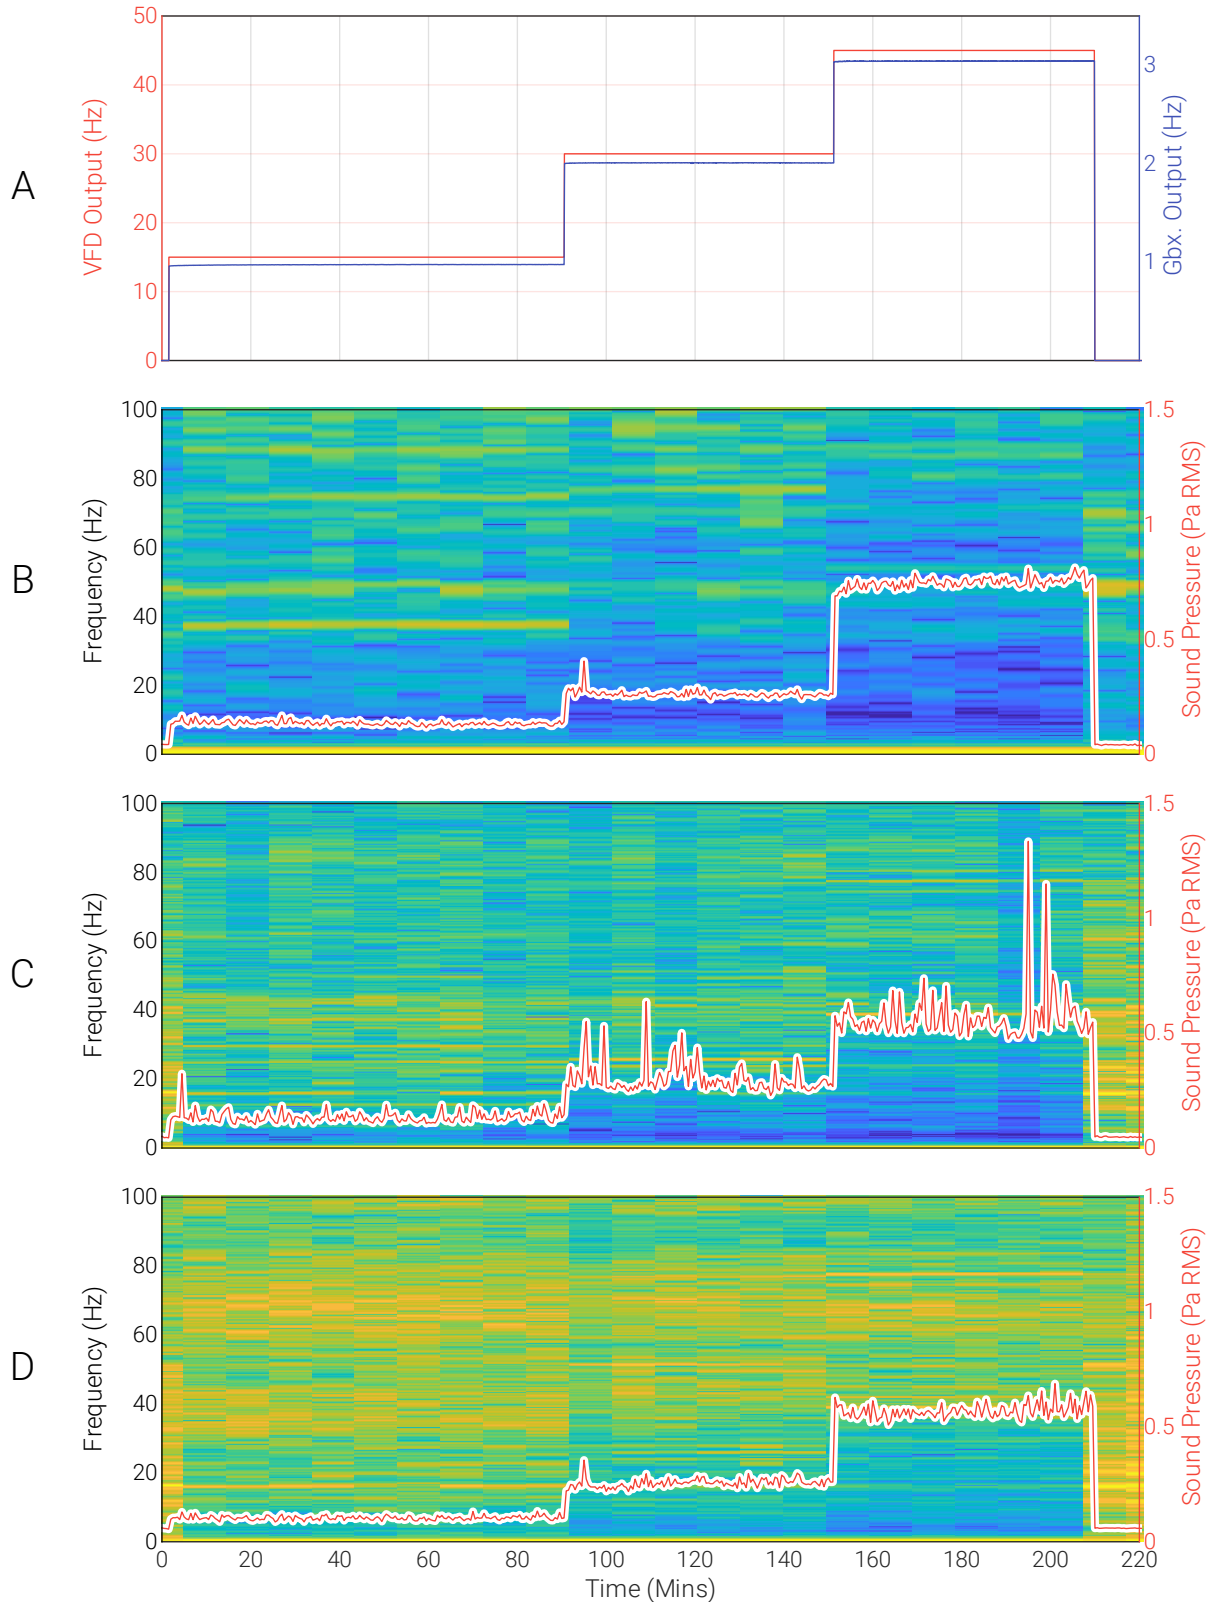 A
VFD Output (Hz)
50
40
30
20
10
0
3
2
1
Gbx. Output (Hz)
B
Frequency (Hz)
100
80
60
40
20
0
1.5
1
0.5
0
Sound Pressure (Pa RMS)
C
Frequency (Hz)
100
80
60
40
20
0
1.5
1
0.5
0
Sound Pressure (Pa RMS)
D
Frequency (Hz)
100
80
60
40
20
0
1.5
1
0.5
0
Sound Pressure (Pa RMS)
0 20 40 60 80 100 120 140 160 180 200 220
Time (Mins)